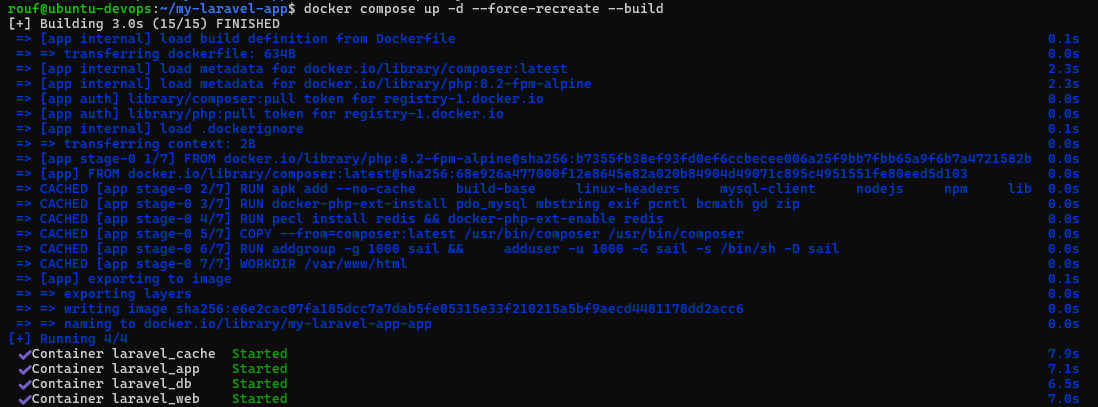 rouf@ubuntu-devops:~/my-laravel-app$ docker compose up -d --force-recreate --build
[+] Building 3.0s (15/15) FINISHED
=> [app internal] load build definition from Dockerfile 0.1s
=> => transferring dockerfile: 634B 0.0s
=> [app internal] load metadata for docker.io/library/composer:latest 2.3s
=> [app internal] load metadata for docker.io/library/php:8.2-fpm-alpine 2.3s
=> [app auth] library/composer:pull token for registry-1.docker.io 0.0s
=> [app auth] library/php:pull token for registry-1.docker.io 0.0s
=> [app internal] load .dockerignore 0.1s
=> => transferring context: 2B 0.0s
=> [app stage-0 1/7] FROM docker.io/library/php:8.2-fpm-alpine@sha256:b7355fb38ef93fd0ef6ccbecee006a25f9bb7fbb65a9f6b7a4721582b 0.0s
=> [app] FROM docker.io/library/composer:latest@sha256:68e926a477000f12e8645e82a020b84904d49071c895c4951551fe80eed5d103 0.0s
=> CACHED [app stage-0 2/7] RUN apk add --no-cache build-base linux-headers mysql-client nodejs npm lib 0.0s
=> CACHED [app stage-0 3/7] RUN docker-php-ext-install pdo_mysql mbstring exif pcntl bcmath gd zip 0.0s
=> CACHED [app stage-0 4/7] RUN pecl install redis && docker-php-ext-enable redis 0.0s
=> CACHED [app stage-0 5/7] COPY --from=composer:latest /usr/bin/composer /usr/bin/composer 0.0s
=> CACHED [app stage-0 6/7] RUN addgroup -g 1000 sail && adduser -u 1000 -G sail -s /bin/sh -D sail 0.0s
=> CACHED [app stage-0 7/7] WORKDIR /var/www/html 0.0s
=> [app] exporting to image 0.1s
=> => exporting layers 0.0s
=> => writing image sha256:e6e2cac07fa185dcc7a7dab5fe05315e33f210215a5bf9aecd4481178dd2acc6 0.0s
=> => naming to docker.io/library/my-laravel-app-app 0.0s
[+] Running 4/4
✔Container laravel_cache Started 7.9s
✔Container laravel_app Started 7.1s
✔Container laravel_db Started 6.5s
✔Container laravel_web Started 7.0s